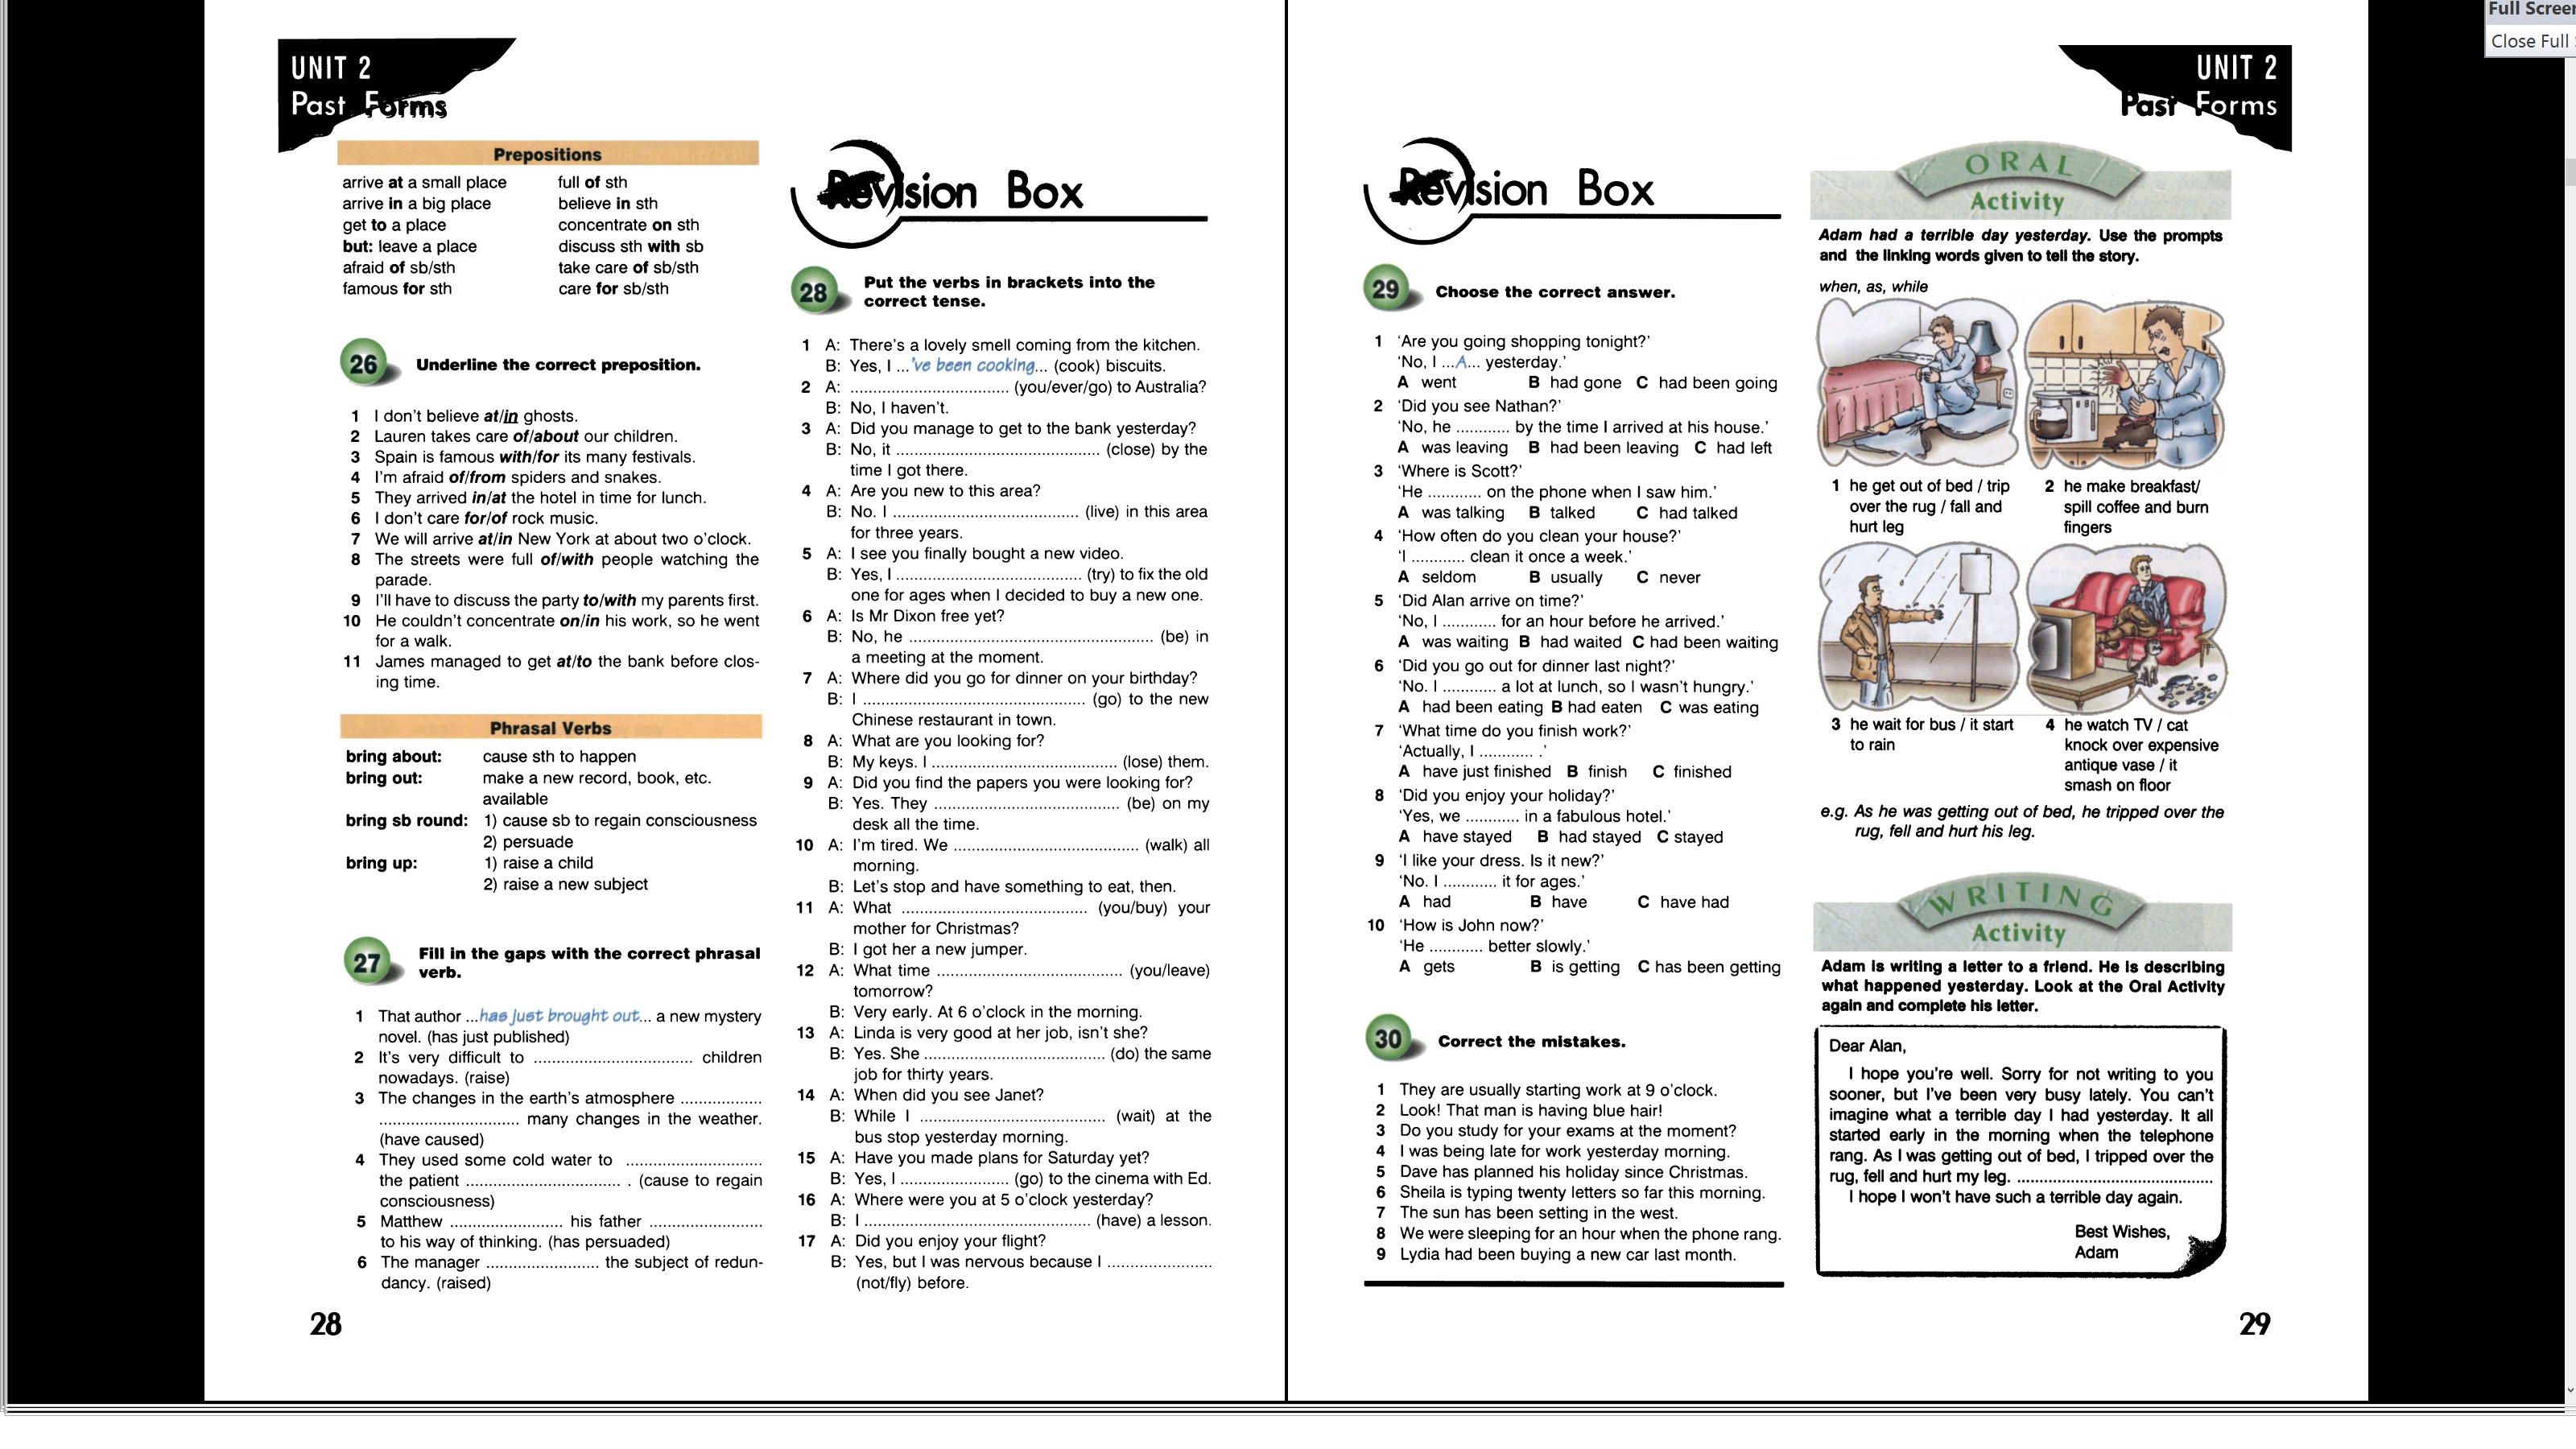 Full Screen
Close Full
UNIT 2
Past Forms
Prepositions
arrive at a small place
arrive in a big place
get to a place
but: leave a place
afraid of sb/sth
famous for sth
full of sth
believe in sth
concentrate on sth
discuss sth with sb
take care of sb/sth
care for sb/sth
26 Underline the correct preposition.
1 I don't believe at/in ghosts.
2 Lauren takes care of/about our children.
3 Spain is famous with/for its many festivals.
4 I'm afraid of/from spiders and snakes.
5 They arrived in/at the hotel in time for lunch.
6 I don't care for/of rock music.
7 We will arrive at/in New York at about two o'clock.
8 The streets were full of/with people watching the
parade.
9 I'll have to discuss the party to/with my parents first.
10 He couldn't concentrate on/in his work, so he went
for a walk.
11 James managed to get at/to the bank before clos-
ing time.
Phrasal Verbs
bring about: cause sth to happen
bring out: make a new record, book, etc.
available
bring sb round: 1) cause sb to regain consciousness
2) persuade
bring up: 1) raise a child
2) raise a new subject
27 Fill in the gaps with the correct phrasal
verb.
1 That author ...has just brought out... a new mystery
novel. (has just published)
2 It's very difficult to .................................. children
nowadays. (raise)
3 The changes in the earth's atmosphere ..................
.............................. many changes in the weather.
(have caused)
4 They used some cold water to .............................
the patient ................................. . (cause to regain
consciousness)
5 Matthew ........................ his father ........................
to his way of thinking. (has persuaded)
6 The manager ........................ the subject of redun-
dancy. (raised)
28
Revision Box
28 Put the verbs in brackets into the
correct tense.
1 A: There's a lovely smell coming from the kitchen.
B: Yes, I ...'ve been cooking... (cook) biscuits.
2 A: .................................. (you/ever/go) to Australia?
B: No, I haven't.
3 A: Did you manage to get to the bank yesterday?
B: No, it ............................................ (close) by the
time I got there.
4 A: Are you new to this area?
B: No. I ........................................ (live) in this area
for three years.
5 A: I see you finally bought a new video.
B: Yes, I ........................................ (try) to fix the old
one for ages when I decided to buy a new one.
6 A: Is Mr Dixon free yet?
B: No, he .................................................... (be) in
a meeting at the moment.
7 A: Where did you go for dinner on your birthday?
B: I ................................................ (go) to the new
Chinese restaurant in town.
8 A: What are you looking for?
B: My keys. I ........................................ (lose) them.
9 A: Did you find the papers you were looking for?
B: Yes. They ........................................ (be) on my
desk all the time.
10 A: I'm tired. We ........................................ (walk) all
morning.
B: Let's stop and have something to eat, then.
11 A: What ........................................ (you/buy) your
mother for Christmas?
B: I got her a new jumper.
12 A: What time ........................................ (you/leave)
tomorrow?
B: Very early. At 6 o'clock in the morning.
13 A: Linda is very good at her job, isn't she?
B: Yes. She ....................................... (do) the same
job for thirty years.
14 A: When did you see Janet?
B: While I ........................................ (wait) at the
bus stop yesterday morning.
15 A: Have you made plans for Saturday yet?
B: Yes, I ....................... (go) to the cinema with Ed.
16 A: Where were you at 5 o'clock yesterday?
B: I ................................................ (have) a lesson.
17 A: Did you enjoy your flight?
B: Yes, but I was nervous because I ......................
(not/fly) before.
UNIT 2
Past Forms
Revision Box
29 Choose the correct answer.
1 'Are you going shopping tonight?'
'No, I ...A... yesterday.'
A went B had gone C had been going
2 'Did you see Nathan?'
'No, he ............ by the time I arrived at his house.'
A was leaving B had been leaving C had left
3 'Where is Scott?'
'He ............ on the phone when I saw him.'
A was talking B talked C had talked
4 'How often do you clean your house?'
'I ............ clean it once a week.'
A seldom B usually C never
5 'Did Alan arrive on time?'
'No, I ............ for an hour before he arrived.'
A was waiting B had waited C had been waiting
6 'Did you go out for dinner last night?'
'No. I ............ a lot at lunch, so I wasn't hungry.'
A had been eating B had eaten C was eating
7 'What time do you finish work?'
'Actually, I ............ .'
A have just finished B finish C finished
8 'Did you enjoy your holiday?'
'Yes, we ............ in a fabulous hotel.'
A have stayed B had stayed C stayed
9 'I like your dress. Is it new?'
'No. I ............ it for ages.'
A had B have C have had
10 'How is John now?'
'He ............ better slowly.'
A gets B is getting C has been getting
30 Correct the mistakes.
1 They are usually starting work at 9 o'clock.
2 Look! That man is having blue hair!
3 Do you study for your exams at the moment?
4 I was being late for work yesterday morning.
5 Dave has planned his holiday since Christmas.
6 Sheila is typing twenty letters so far this morning.
7 The sun has been setting in the west.
8 We were sleeping for an hour when the phone rang.
9 Lydia had been buying a new car last month.
ORAL
Activity
Adam had a terrible day yesterday. Use the prompts
and the linking words given to tell the story.
when, as, while
1 he get out of bed / trip
over the rug / fall and
hurt leg
2 he make breakfast/
spill coffee and burn
fingers
3 he wait for bus / it start
to rain
4 he watch TV / cat
knock over expensive
antique vase / it
smash on floor
e.g. As he was getting out of bed, he tripped over the
rug, fell and hurt his leg.
WRITING
Activity
Adam is writing a letter to a friend. He is describing
what happened yesterday. Look at the Oral Activity
again and complete his letter.
Dear Alan,
I hope you're well. Sorry for not writing to you
sooner, but I've been very busy lately. You can't
imagine what a terrible day I had yesterday. It all
started early in the morning when the telephone
rang. As I was getting out of bed, I tripped over the
rug, fell and hurt my leg. ..........................................
I hope I won't have such a terrible day again.
Best Wishes,
Adam
29